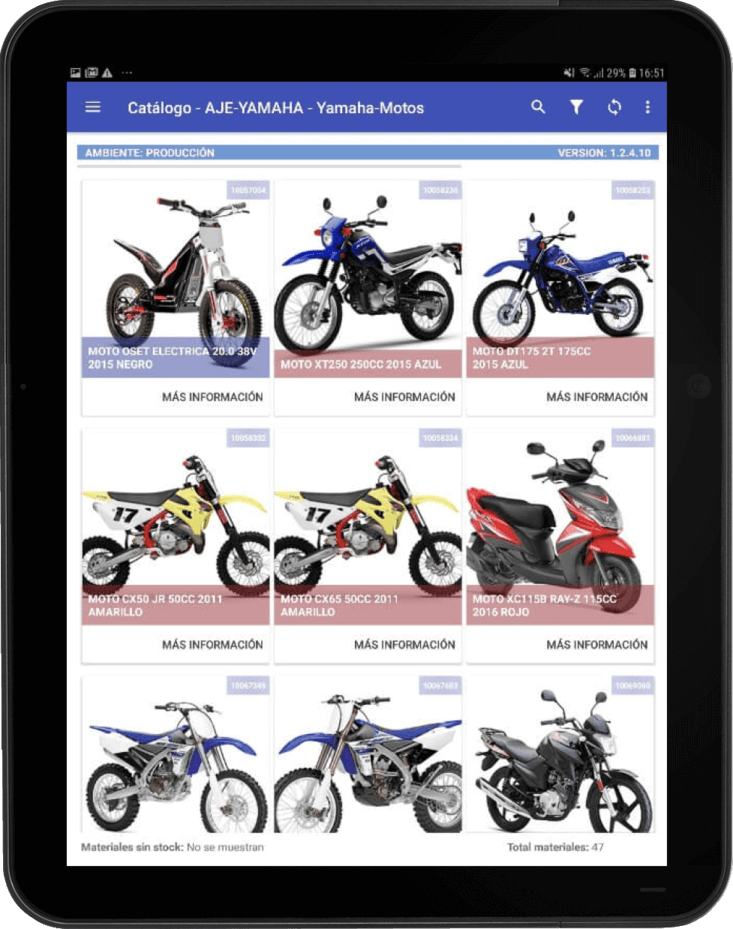 29% 16:51
Catálogo - AJE-YAMAHA - Yamaha-Motos
AMBIENTE: PRODUCCIÓN VERSION: 1.2.4.10
10057054 10058236 10058253
MOTO OSET ELECTRICA 20.0 38V
2015 NEGRO
MOTO XT250 250CC 2015 AZUL
MOTO DT175 2T 175CC
2015 AZUL
MÁS INFORMACIÓN MÁS INFORMACIÓN MÁS INFORMACIÓN
10058332 10058334 10066881
17 17
MOTO CX50 JR 50CC 2011
AMARILLO
MOTO CX65 50CC 2011
AMARILLO
MOTO XC115B RAY-Z 115CC
2016 ROJO
MÁS INFORMACIÓN MÁS INFORMACIÓN MÁS INFORMACIÓN
10067349 10067683 10069360
Materiales sin stock: No se muestran Total materiales: 47